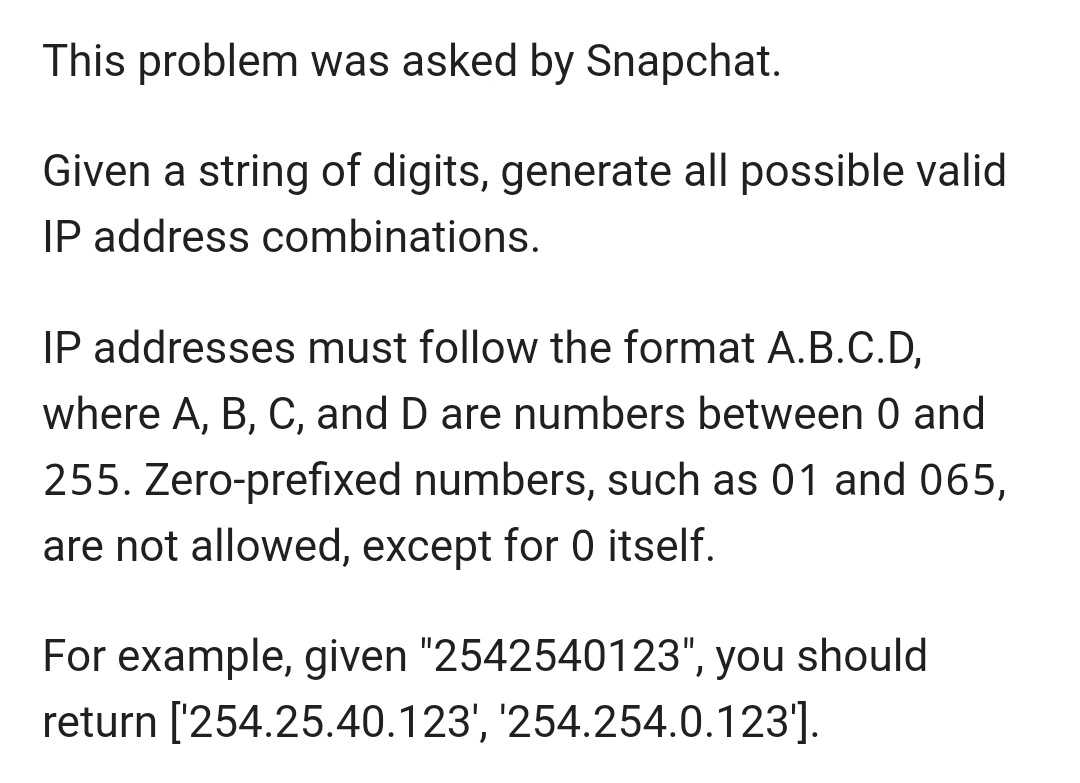 This problem was asked by Snapchat.
Given a string of digits, generate all possible valid
IP address combinations.
IP addresses must follow the format A.B.C.D,
where A, B, C, and D are numbers between 0 and
255. Zero-prefixed numbers, such as 01 and 065,
are not allowed, except for 0 itself.
For example, given "2542540123", you should
return ['254.25.40.123', '254.254.0.123'].